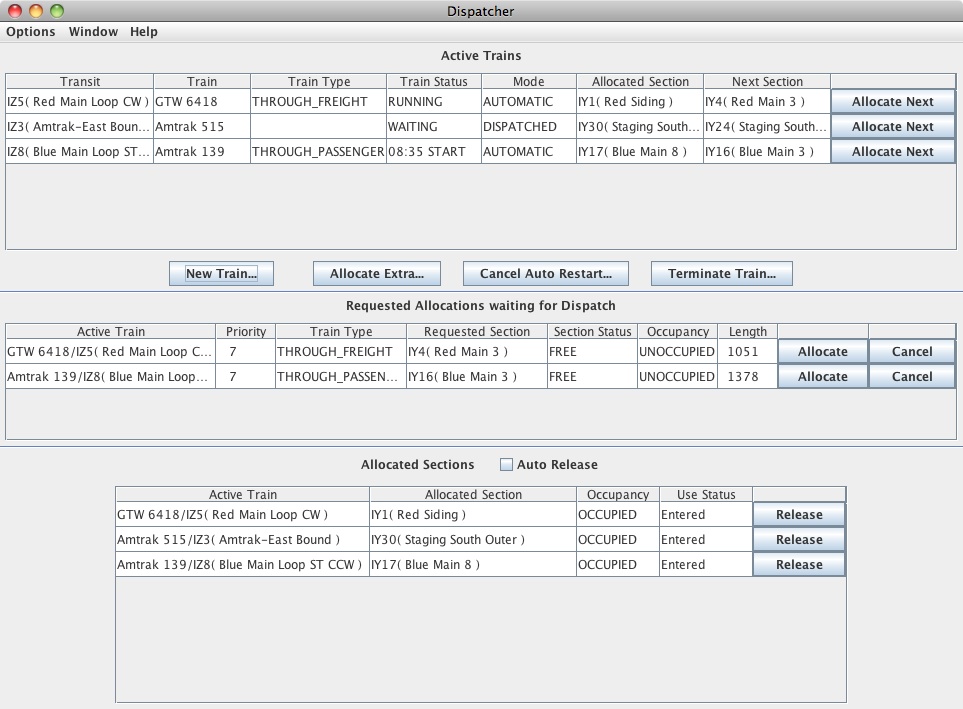 Dispatcher
Options Window Help
Active Trains
Transit Train Train Type Train Status Mode Allocated Section Next Section
IZ5( Red Main Loop CW ) GTW 6418 THROUGH_FREIGHT RUNNING AUTOMATIC IY1( Red Siding ) IY4( Red Main 3 ) Allocate Next
IZ3( Amtrak-East Boun... Amtrak 515 WAITING DISPATCHED IY30( Staging South... IY24( Staging South... Allocate Next
IZ8( Blue Main Loop ST... Amtrak 139 THROUGH_PASSENGER 08:35 START AUTOMATIC IY17( Blue Main 8 ) IY16( Blue Main 3 ) Allocate Next
New Train... Allocate Extra... Cancel Auto Restart... Terminate Train...
Requested Allocations waiting for Dispatch
Active Train Priority Train Type Requested Section Section Status Occupancy Length
GTW 6418/IZ5( Red Main Loop C... 7 THROUGH_FREIGHT IY4( Red Main 3 ) FREE UNOCCUPIED 1051 Allocate Cancel
Amtrak 139/IZ8( Blue Main Loop... 7 THROUGH_PASSEN... IY16( Blue Main 3 ) FREE UNOCCUPIED 1378 Allocate Cancel
Allocated Sections Auto Release
Active Train Allocated Section Occupancy Use Status
GTW 6418/IZ5( Red Main Loop CW ) IY1( Red Siding ) OCCUPIED Entered Release
Amtrak 515/IZ3( Amtrak-East Bound ) IY30( Staging South Outer ) OCCUPIED Entered Release
Amtrak 139/IZ8( Blue Main Loop ST CCW ) IY17( Blue Main 8 ) OCCUPIED Entered Release